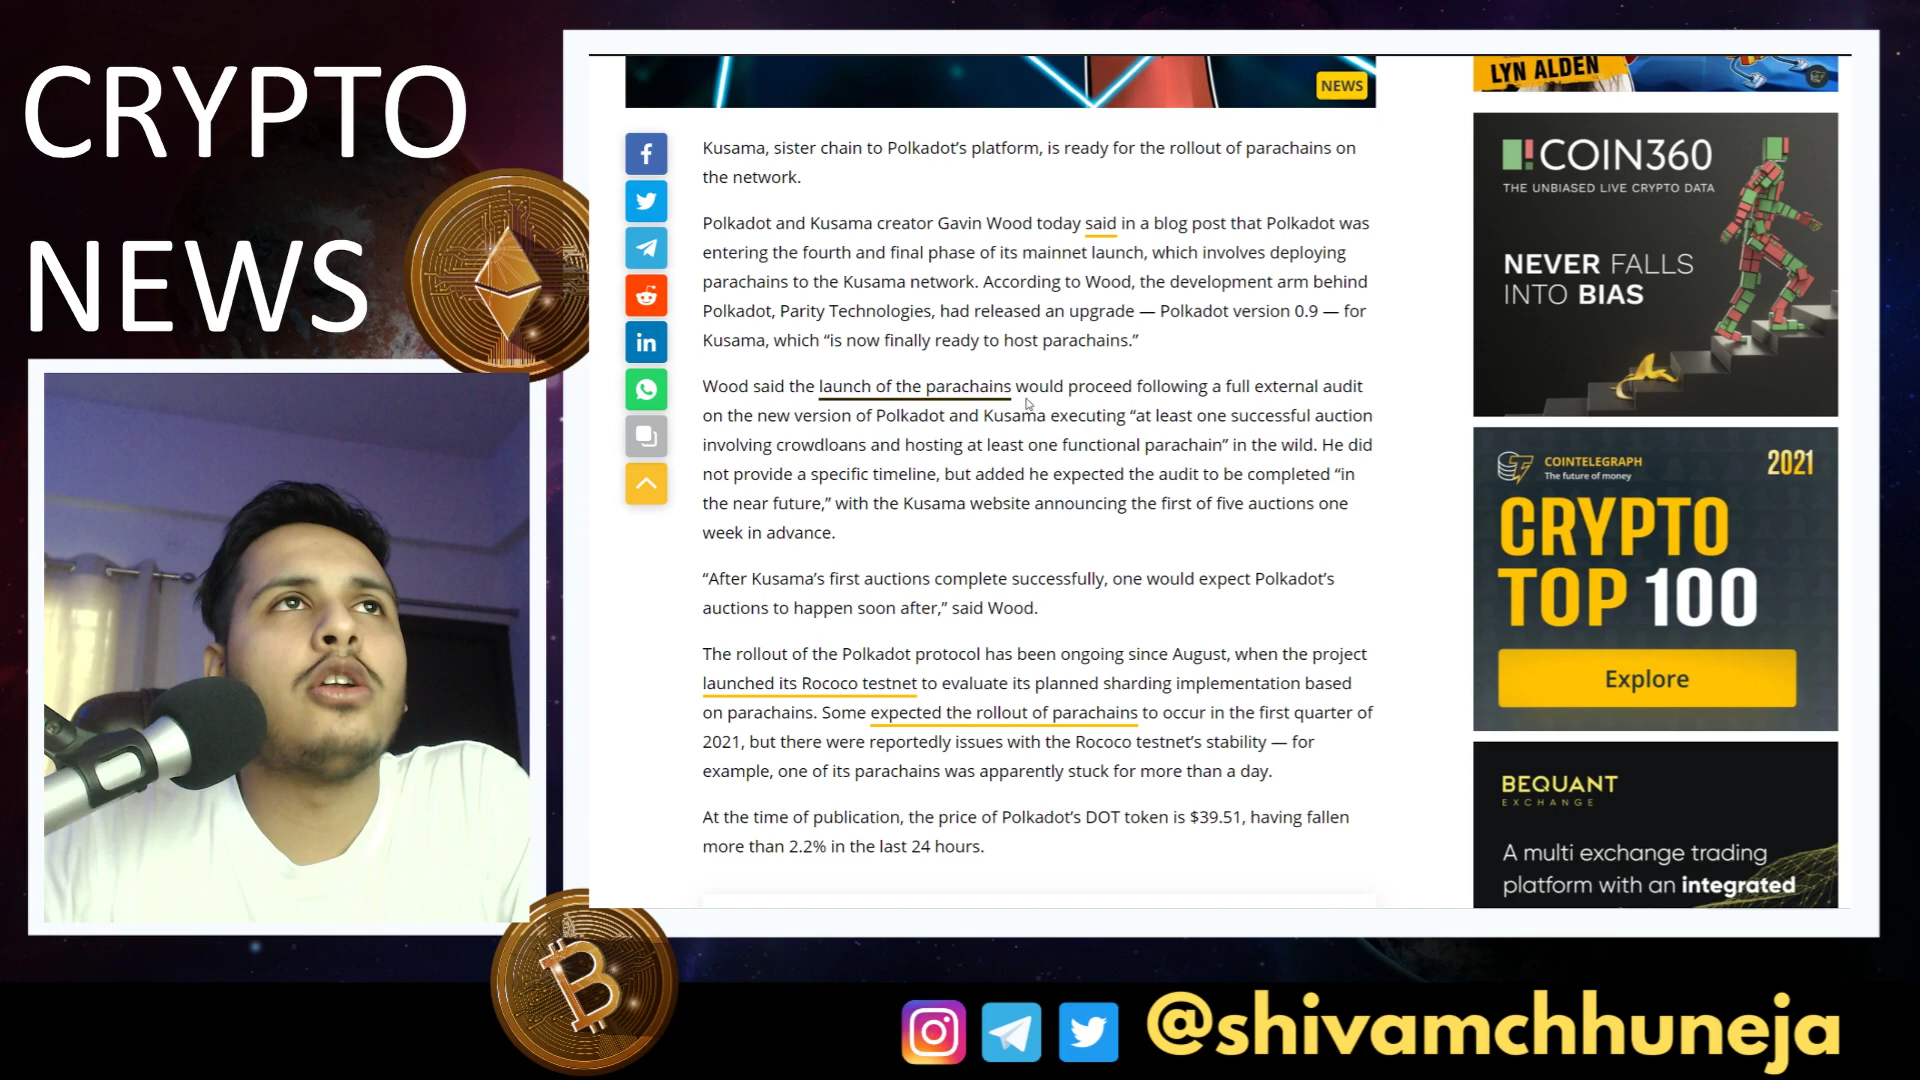 CRYPTO
NEWS
NEWS
LYN ALDEN
Kusama, sister chain to Polkadot’s platform, is ready for the rollout of parachains on
the network.
Polkadot and Kusama creator Gavin Wood today said in a blog post that Polkadot was
entering the fourth and final phase of its mainnet launch, which involves deploying
parachains to the Kusama network. According to Wood, the development arm behind
Polkadot, Parity Technologies, had released an upgrade — Polkadot version 0.9 — for
Kusama, which “is now finally ready to host parachains.”
Wood said the launch of the parachains would proceed following a full external audit
on the new version of Polkadot and Kusama executing “at least one successful auction
involving crowdloans and hosting at least one functional parachain” in the wild. He did
not provide a specific timeline, but added he expected the audit to be completed “in
the near future,” with the Kusama website announcing the first of five auctions one
week in advance.
“After Kusama’s first auctions complete successfully, one would expect Polkadot’s
auctions to happen soon after,” said Wood.
The rollout of the Polkadot protocol has been ongoing since August, when the project
launched its Rococo testnet to evaluate its planned sharding implementation based
on parachains. Some expected the rollout of parachains to occur in the first quarter of
2021, but there were reportedly issues with the Rococo testnet’s stability — for
example, one of its parachains was apparently stuck for more than a day.
At the time of publication, the price of Polkadot’s DOT token is $39.51, having fallen
more than 2.2% in the last 24 hours.
COIN360
THE UNBIASED LIVE CRYPTO DATA
NEVER FALLS
INTO BIAS
COINTELEGRAPH
The future of money
2021
CRYPTO
TOP 100
Explore
BEQUANT
EXCHANGE
A multi exchange trading
platform with an integrated
@shivamchhuneja